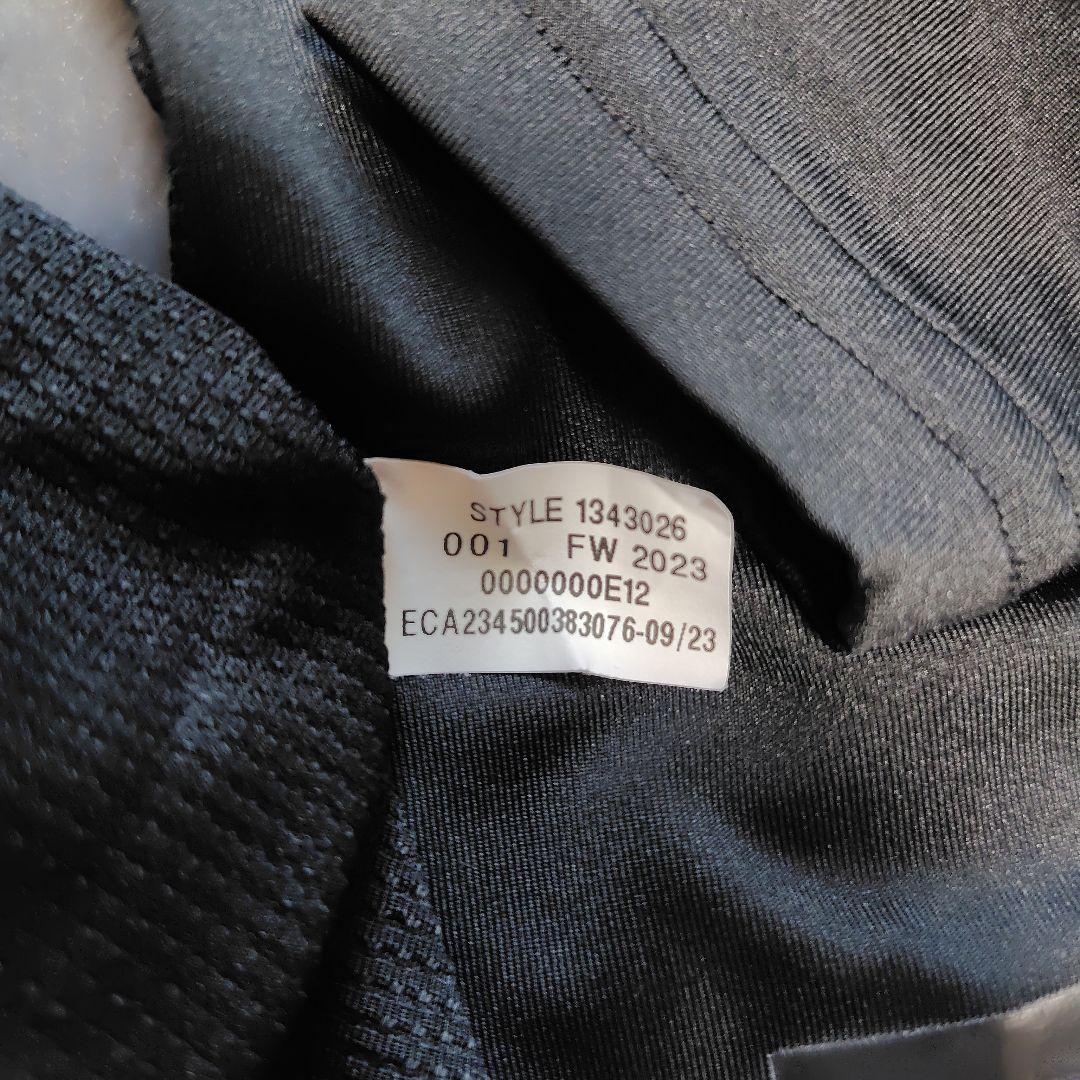 STYLE 1343026
001 FW 2023
0000000E12
ECA234500383076-09/23